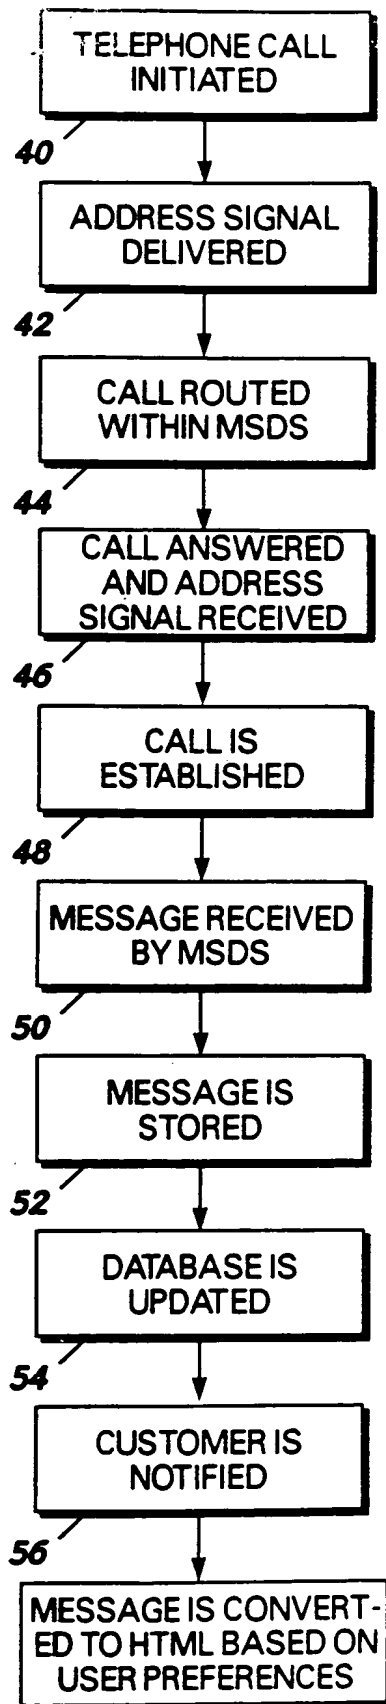 TELEPHONE CALL
INITIATED
40
ADDRESS SIGNAL
DELIVERED
42
CALL ROUTED
WITHIN MSDS
44
CALL ANSWERED
AND ADDRESS
SIGNAL RECEIVED
46
CALL IS
ESTABLISHED
48
MESSAGE RECEIVED
BY MSDS
50
MESSAGE IS
STORED
52
DATABASE IS
UPDATED
54
CUSTOMER IS
NOTIFIED
56
MESSAGE IS CONVERT-
ED TO HTML BASED ON
USER PREFERENCES